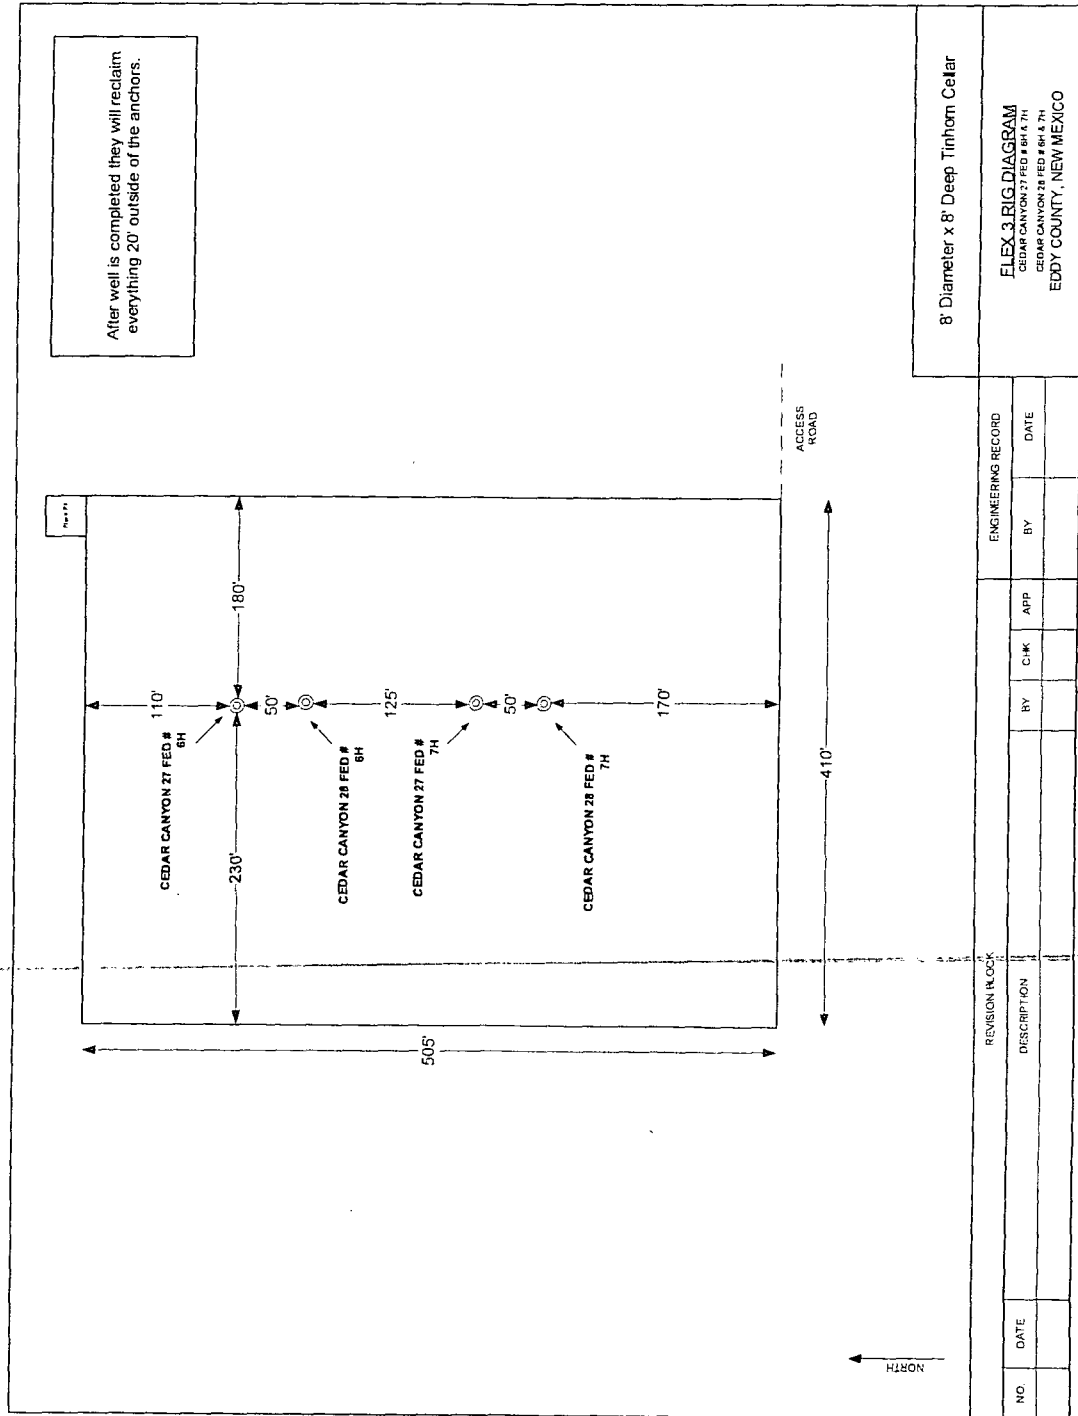 After well is completed they will reclaim
everything 20' outside of the anchors.
110'
180'
CEDAR CANYON 27 FED #
6H
230'
50'
CEDAR CANYON 28 FED #
6H
125'
CEDAR CANYON 27 FED #
7H
50'
CEDAR CANYON 28 FED #
7H
170'
505'
410'
ACCESS
ROAD
NORTH
8' Diameter x 8' Deep Tinhorn Cellar
FLEX 3 RIG DIAGRAM
CEDAR CANYON 27 FED # 6H & 7H
CEDAR CANYON 28 FED # 6H & 7H
EDDY COUNTY, NEW MEXICO
REVISION BLOCK
ENGINEERING RECORD
NO. DATE DESCRIPTION BY CHK APP BY DATE